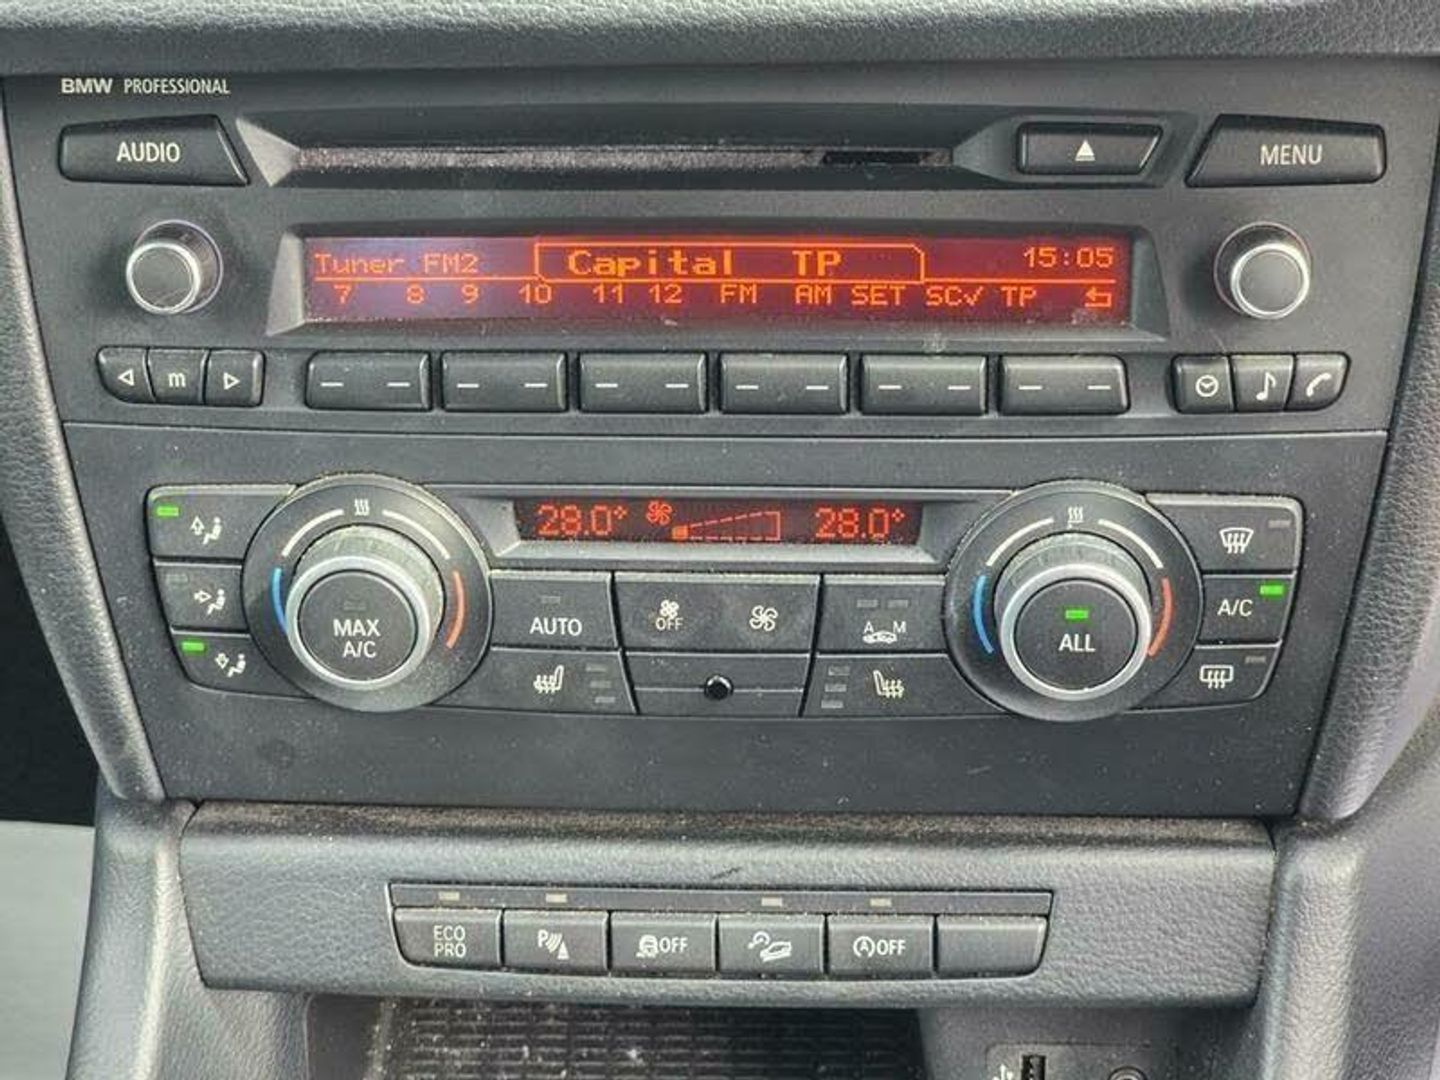 BMW PROFESSIONAL
AUDIO
MENU
Tuner FM2 Capital TP 15:05
7 8 9 10 11 12 FM AM SET SC✓ TP
m
28.0° 28.0°
MAX A/C
AUTO
OFF
A M
ALL
A/C
ECO PRO
P
OFF
A OFF